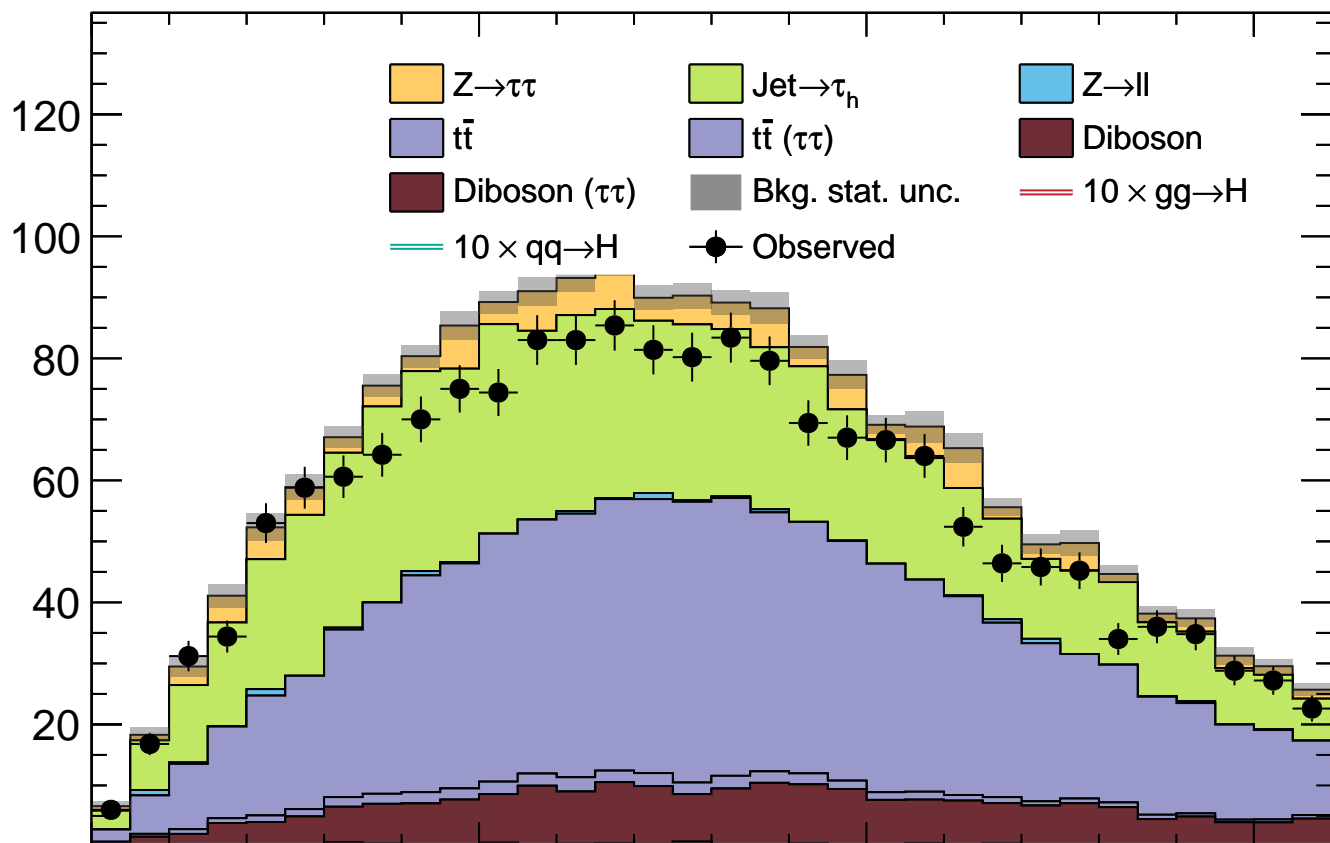 Z→ττ Jet→τh Z→ll
tt̄ tt̄ (ττ) Diboson
Diboson (ττ) Bkg. stat. unc. 10 × gg→H
10 × qq→H Observed
120
100
80
60
40
20